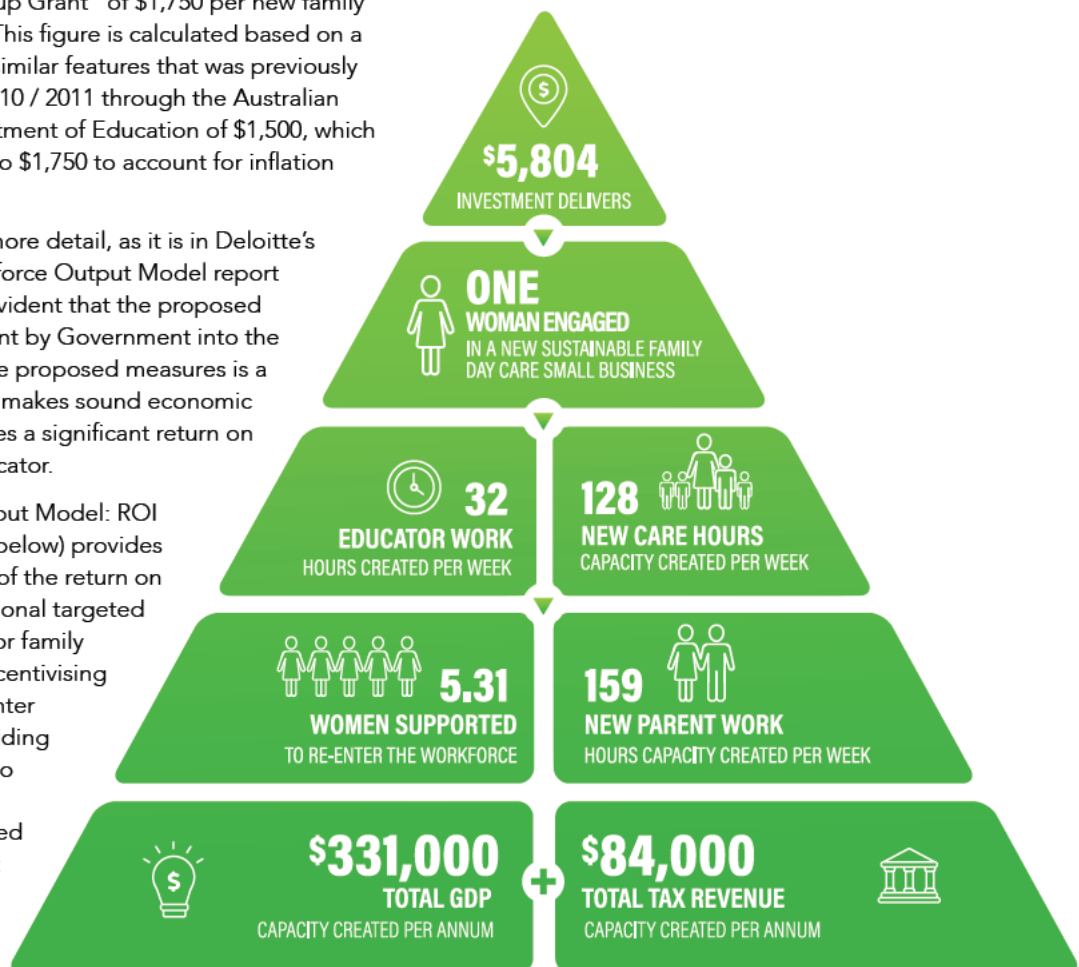 up Grant" of $1,750 per new family
This figure is calculated based on a
similar features that was previously
10 / 2011 through the Australian
tment of Education of $1,500, which
o $1,750 to account for inflation
more detail, as it is in Deloitte's
force Output Model report
vident that the proposed
nt by Government into the
e proposed measures is a
makes sound economic
es a significant return on
cator.
put Model: ROI
below) provides
of the return on
onal targeted
or family
centivising
nter
ding
o
ed
$5,804
INVESTMENT DELIVERS
ONE
WOMAN ENGAGED
IN A NEW SUSTAINABLE FAMILY
DAY CARE SMALL BUSINESS
32
EDUCATOR WORK
HOURS CREATED PER WEEK
128
NEW CARE HOURS
CAPACITY CREATED PER WEEK
5.31
WOMEN SUPPORTED
TO RE-ENTER THE WORKFORCE
159
NEW PARENT WORK
HOURS CAPACITY CREATED PER WEEK
$331,000
TOTAL GDP
CAPACITY CREATED PER ANNUM
+
$84,000
TOTAL TAX REVENUE
CAPACITY CREATED PER ANNUM